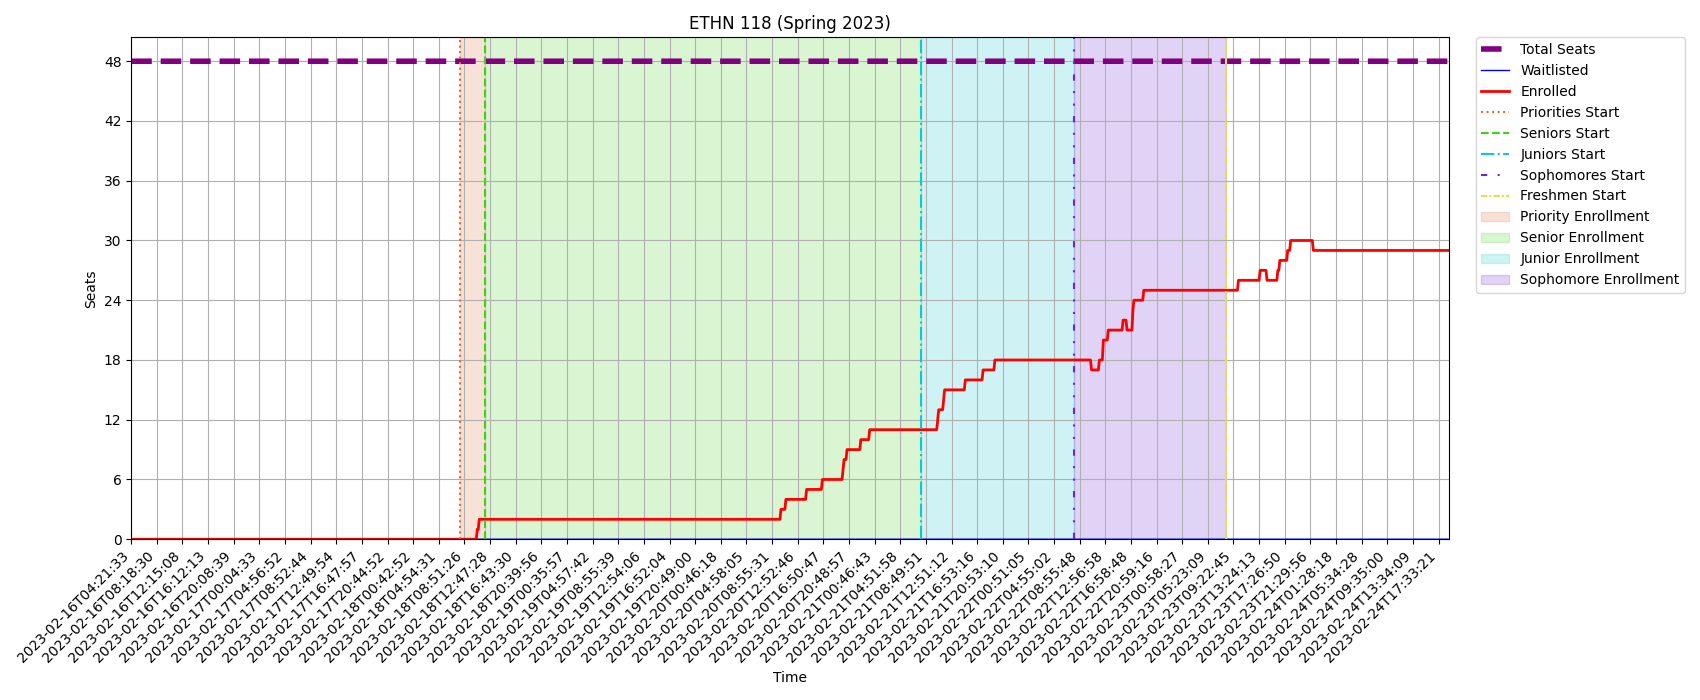 ETHN 118 (Spring 2023)
48
42
36
30
24
18
12
6
0
Seats
2023-02-16T04:21:33
2023-02-16T08:18:30
2023-02-16T12:15:08
2023-02-16T16:12:13
2023-02-16T20:08:39
2023-02-17T00:04:33
2023-02-17T04:56:52
2023-02-17T08:52:44
2023-02-17T12:49:54
2023-02-17T16:47:57
2023-02-17T20:44:52
2023-02-18T00:42:52
2023-02-18T04:54:31
2023-02-18T08:51:26
2023-02-18T12:47:28
2023-02-18T16:43:30
2023-02-18T20:39:56
2023-02-19T00:35:57
2023-02-19T04:57:42
2023-02-19T08:55:39
2023-02-19T12:54:06
2023-02-19T16:52:04
2023-02-19T20:49:00
2023-02-20T00:46:18
2023-02-20T04:58:05
2023-02-20T08:55:31
2023-02-20T12:52:46
2023-02-20T16:50:47
2023-02-20T20:48:57
2023-02-21T00:46:43
2023-02-21T04:51:58
2023-02-21T08:49:51
2023-02-21T12:51:12
2023-02-21T16:53:16
2023-02-21T20:53:10
2023-02-22T00:51:05
2023-02-22T04:55:02
2023-02-22T08:55:48
2023-02-22T12:56:58
2023-02-22T16:58:48
2023-02-22T20:59:16
2023-02-23T00:58:27
2023-02-23T05:23:09
2023-02-23T09:22:45
2023-02-23T13:24:13
2023-02-23T17:26:50
2023-02-23T21:29:56
2023-02-24T01:28:18
2023-02-24T05:34:28
2023-02-24T09:35:00
2023-02-24T13:34:09
2023-02-24T17:33:21
Time
Total Seats
Waitlisted
Enrolled
Priorities Start
Seniors Start
Juniors Start
Sophomores Start
Freshmen Start
Priority Enrollment
Senior Enrollment
Junior Enrollment
Sophomore Enrollment